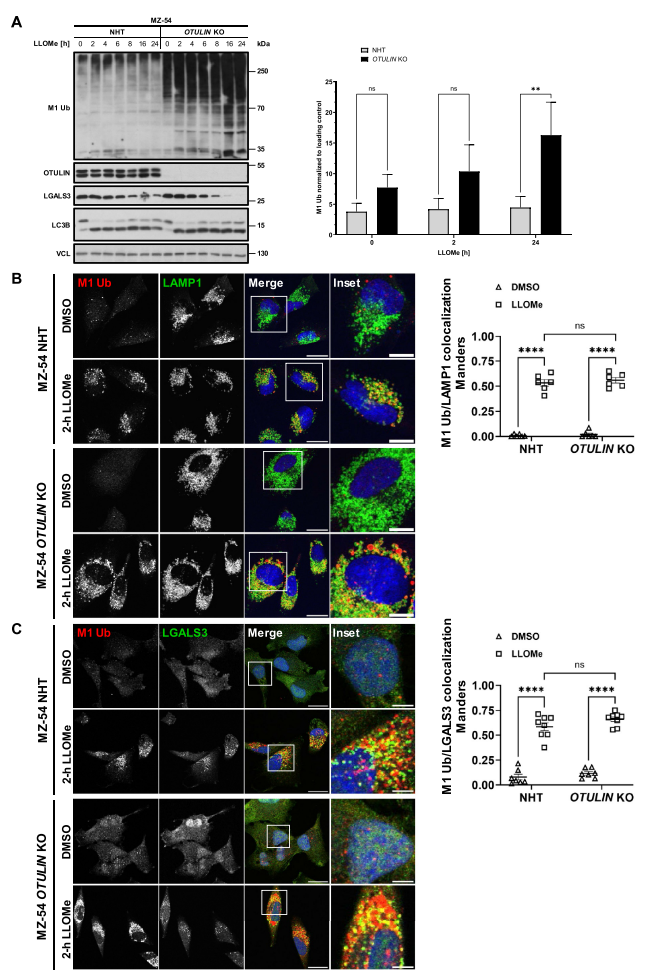 A
MZ-54
NHT OTULIN KO
LLOMe [h] 0 2 4 6 8 16 24 0 2 4 6 8 16 24 kDa
M1 Ub
250
70
35
OTULIN
55
LGALS3
25
LC3B
15
VCL
130
NHT
OTULIN KO
M1 Ub normalized to loading control
25
20
15
10
5
0
ns
ns
**
0 2 24
LLOMe [h]
B
M1 Ub LAMP1 Merge Inset
MZ-54 NHT
DMSO
2-h LLOMe
MZ-54 OTULIN KO
DMSO
2-h LLOMe
DMSO
LLOMe
M1 Ub/LAMP1 colocalization
Manders
1.00
0.75
0.50
0.25
0.00
ns
**** ****
NHT OTULIN KO
C
M1 Ub LGALS3 Merge Inset
MZ-54 NHT
DMSO
2-h LLOMe
MZ-54 OTULIN KO
DMSO
2-h LLOMe
DMSO
LLOMe
M1 Ub/LGALS3 colocalization
Manders
1.00
0.75
0.50
0.25
0.00
ns
**** ****
NHT OTULIN KO